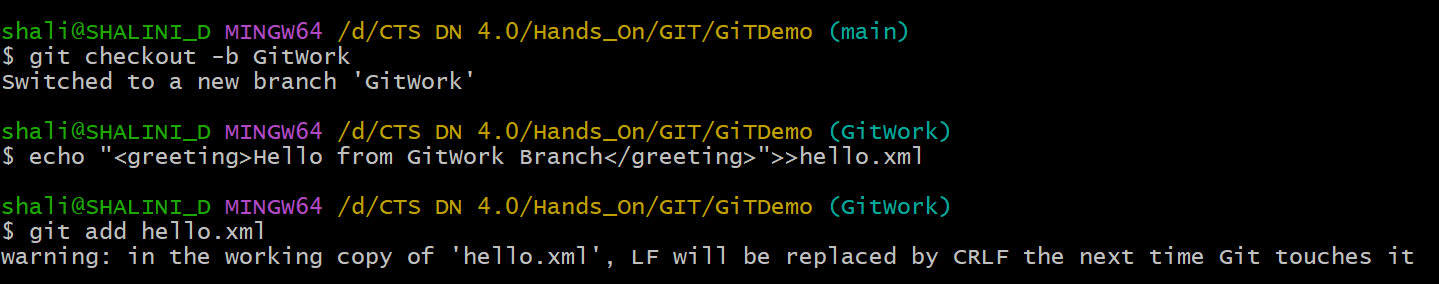 shali@SHALINI_D MINGW64 /d/CTS DN 4.0/Hands_On/GIT/GiTDemo (main)
$ git checkout -b GitWork
Switched to a new branch 'GitWork'
shali@SHALINI_D MINGW64 /d/CTS DN 4.0/Hands_On/GIT/GiTDemo (GitWork)
$ echo "<greeting>Hello from GitWork Branch</greeting>">>hello.xml
shali@SHALINI_D MINGW64 /d/CTS DN 4.0/Hands_On/GIT/GiTDemo (GitWork)
$ git add hello.xml
warning: in the working copy of 'hello.xml', LF will be replaced by CRLF the next time Git touches it